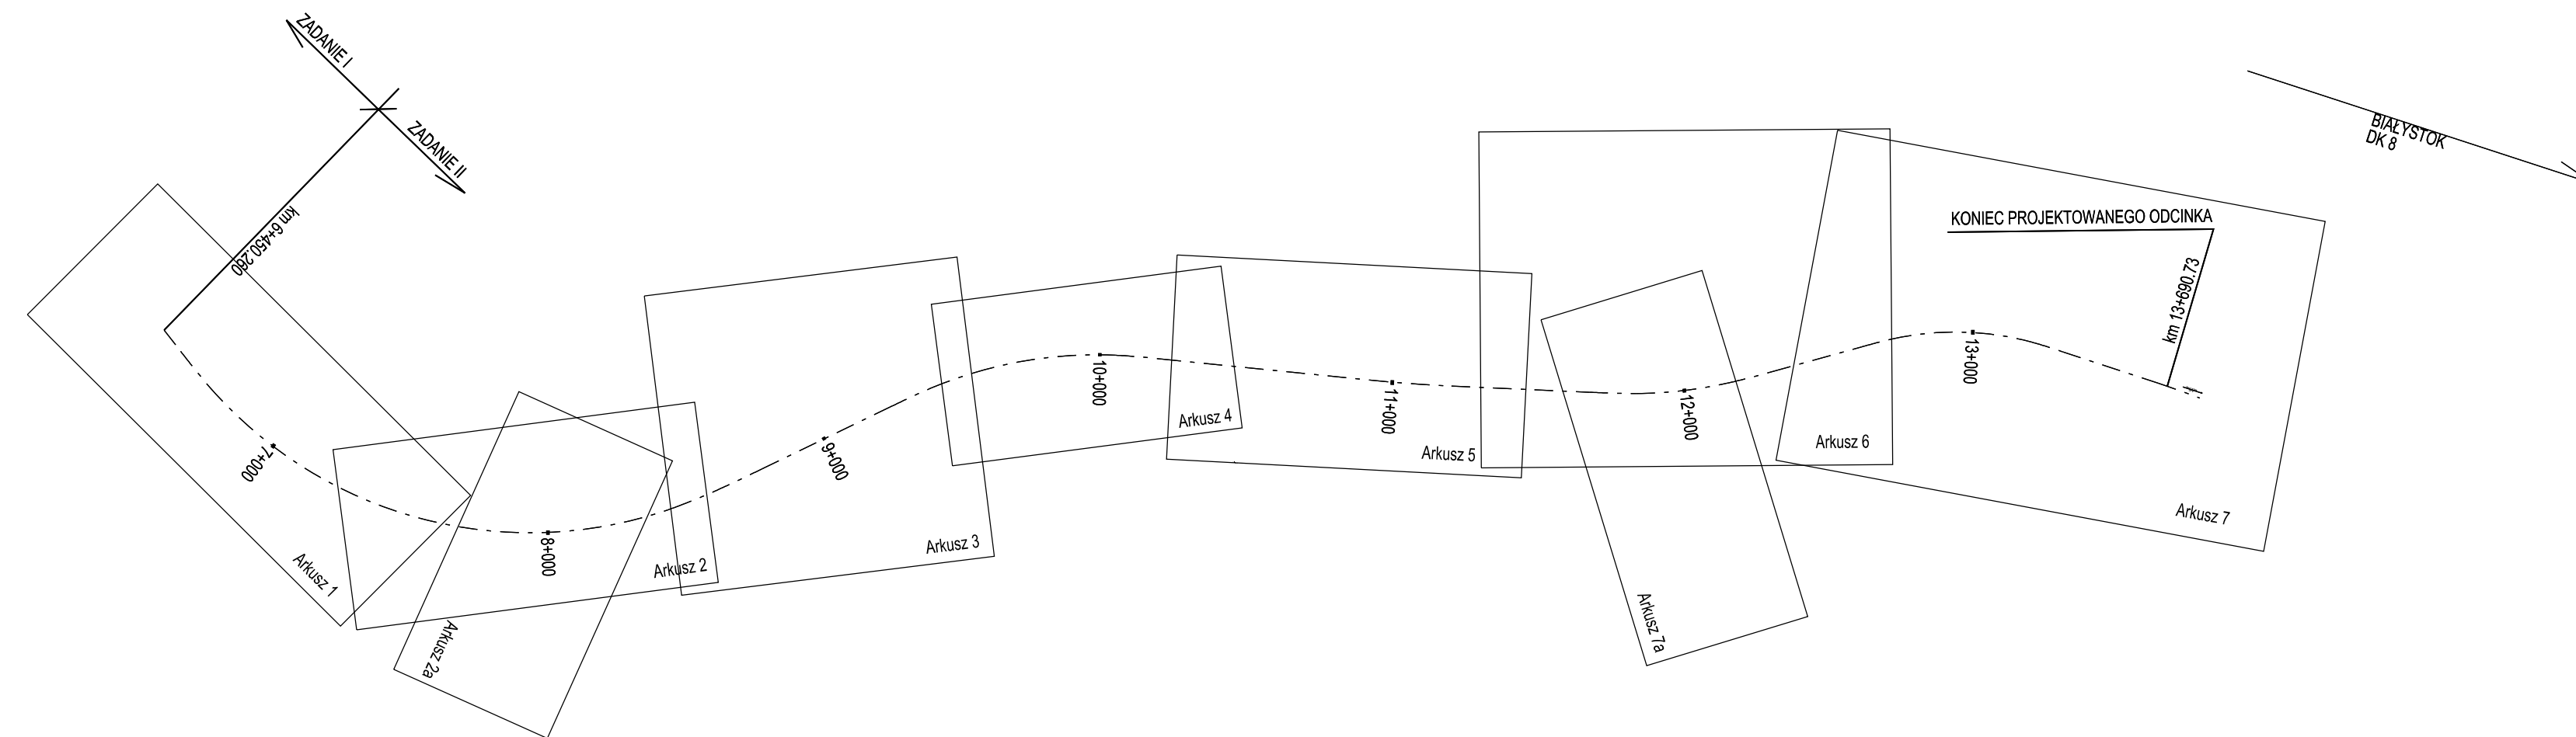 ZADANIE I
ZADANIE II
km 6+450.260
7+000
Arkusz 1
8+000
Arkusz 2
Arkusz 2a
9+000
Arkusz 3
10+000
Arkusz 4
11+000
Arkusz 5
12+000
Arkusz 6
Arkusz 7a
13+000
KONIEC PROJEKTOWANEGO ODCINKA
km 13+690.73
Arkusz 7
BIAŁYSTOK
DK 8